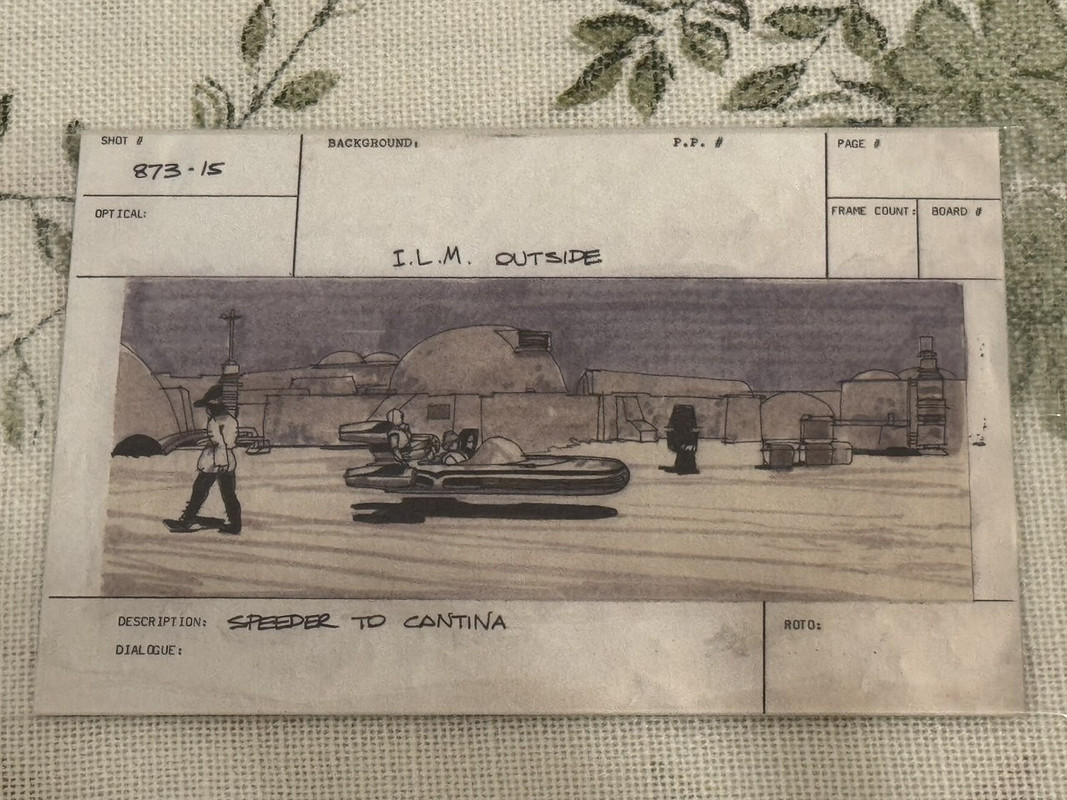 SHOT #
873-15
OPTICAL:
BACKGROUND:
P.P. #
I.L.M. OUTSIDE
PAGE #
FRAME COUNT:
BOARD #
DESCRIPTION: SPEEDER TO CANTINA
DIALOGUE:
ROTO: